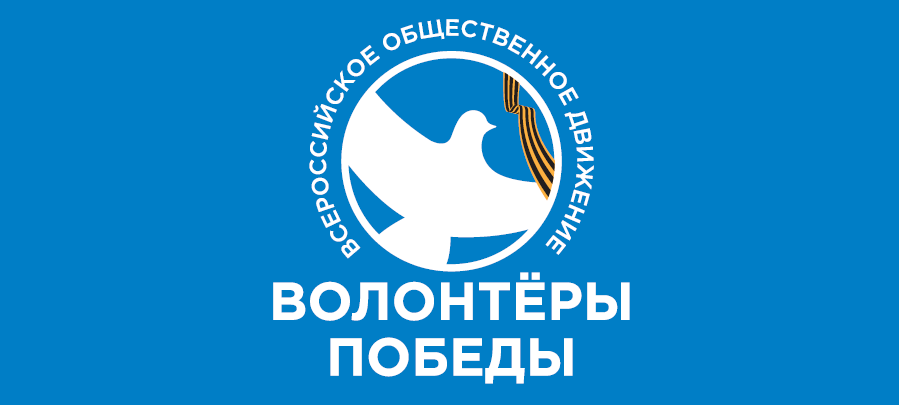 ВСЕРОССИЙСКОЕ ОБЩЕСТВЕННОЕ ДВИЖЕНИЕ
ВОЛОНТЁРЫ
ПОБЕДЫ